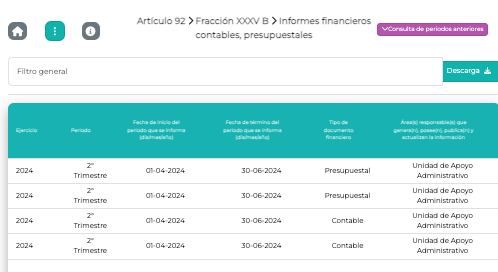 Artículo 92 > Fracción XXXV B > Informes financieros
contables, presupuestales
Consulta de periodos anteriores
Filtro general
Descarga
Ejercicio
Periodo
Fecha de inicio del
periodo que se informa
(día/mes/año)
Fecha de término del
periodo que se informa
(día/mes/año)
Tipo de
documento
financiero
Área(s) responsable(s) que
genera(n), posee(n), publica(n) y
actualizan la información
2024
2°
Trimestre
01-04-2024
30-06-2024
Presupuestal
Unidad de Apoyo
Administrativo
2024
2°
Trimestre
01-04-2024
30-06-2024
Presupuestal
Unidad de Apoyo
Administrativo
2024
2°
Trimestre
01-04-2024
30-06-2024
Contable
Unidad de Apoyo
Administrativo
2024
2°
Trimestre
01-04-2024
30-06-2024
Contable
Unidad de Apoyo
Administrativo